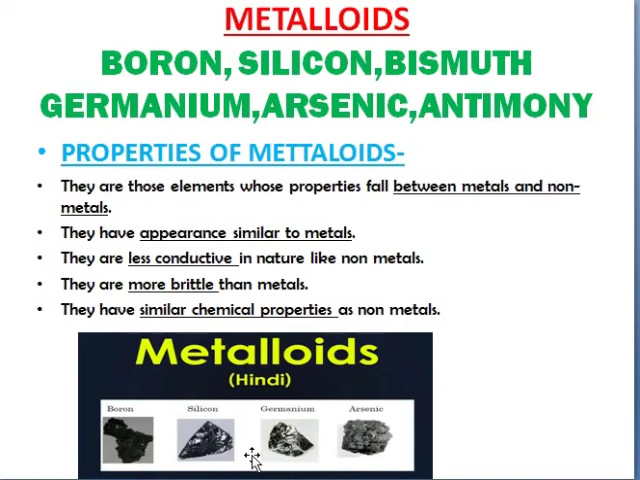 METALLOIDS
BORON, SILICON,BISMUTH
GERMANIUM,ARSENIC,ANTIMONY
• PROPERTIES OF METTALOIDS-
• They are those elements whose properties fall between metals and non-
metals.
• They have appearance similar to metals.
• They are less conductive in nature like non metals.
• They are more brittle than metals.
• They have similar chemical properties as non metals.
Metalloids
(Hindi)
Boron Silicon Germanium Arsenic